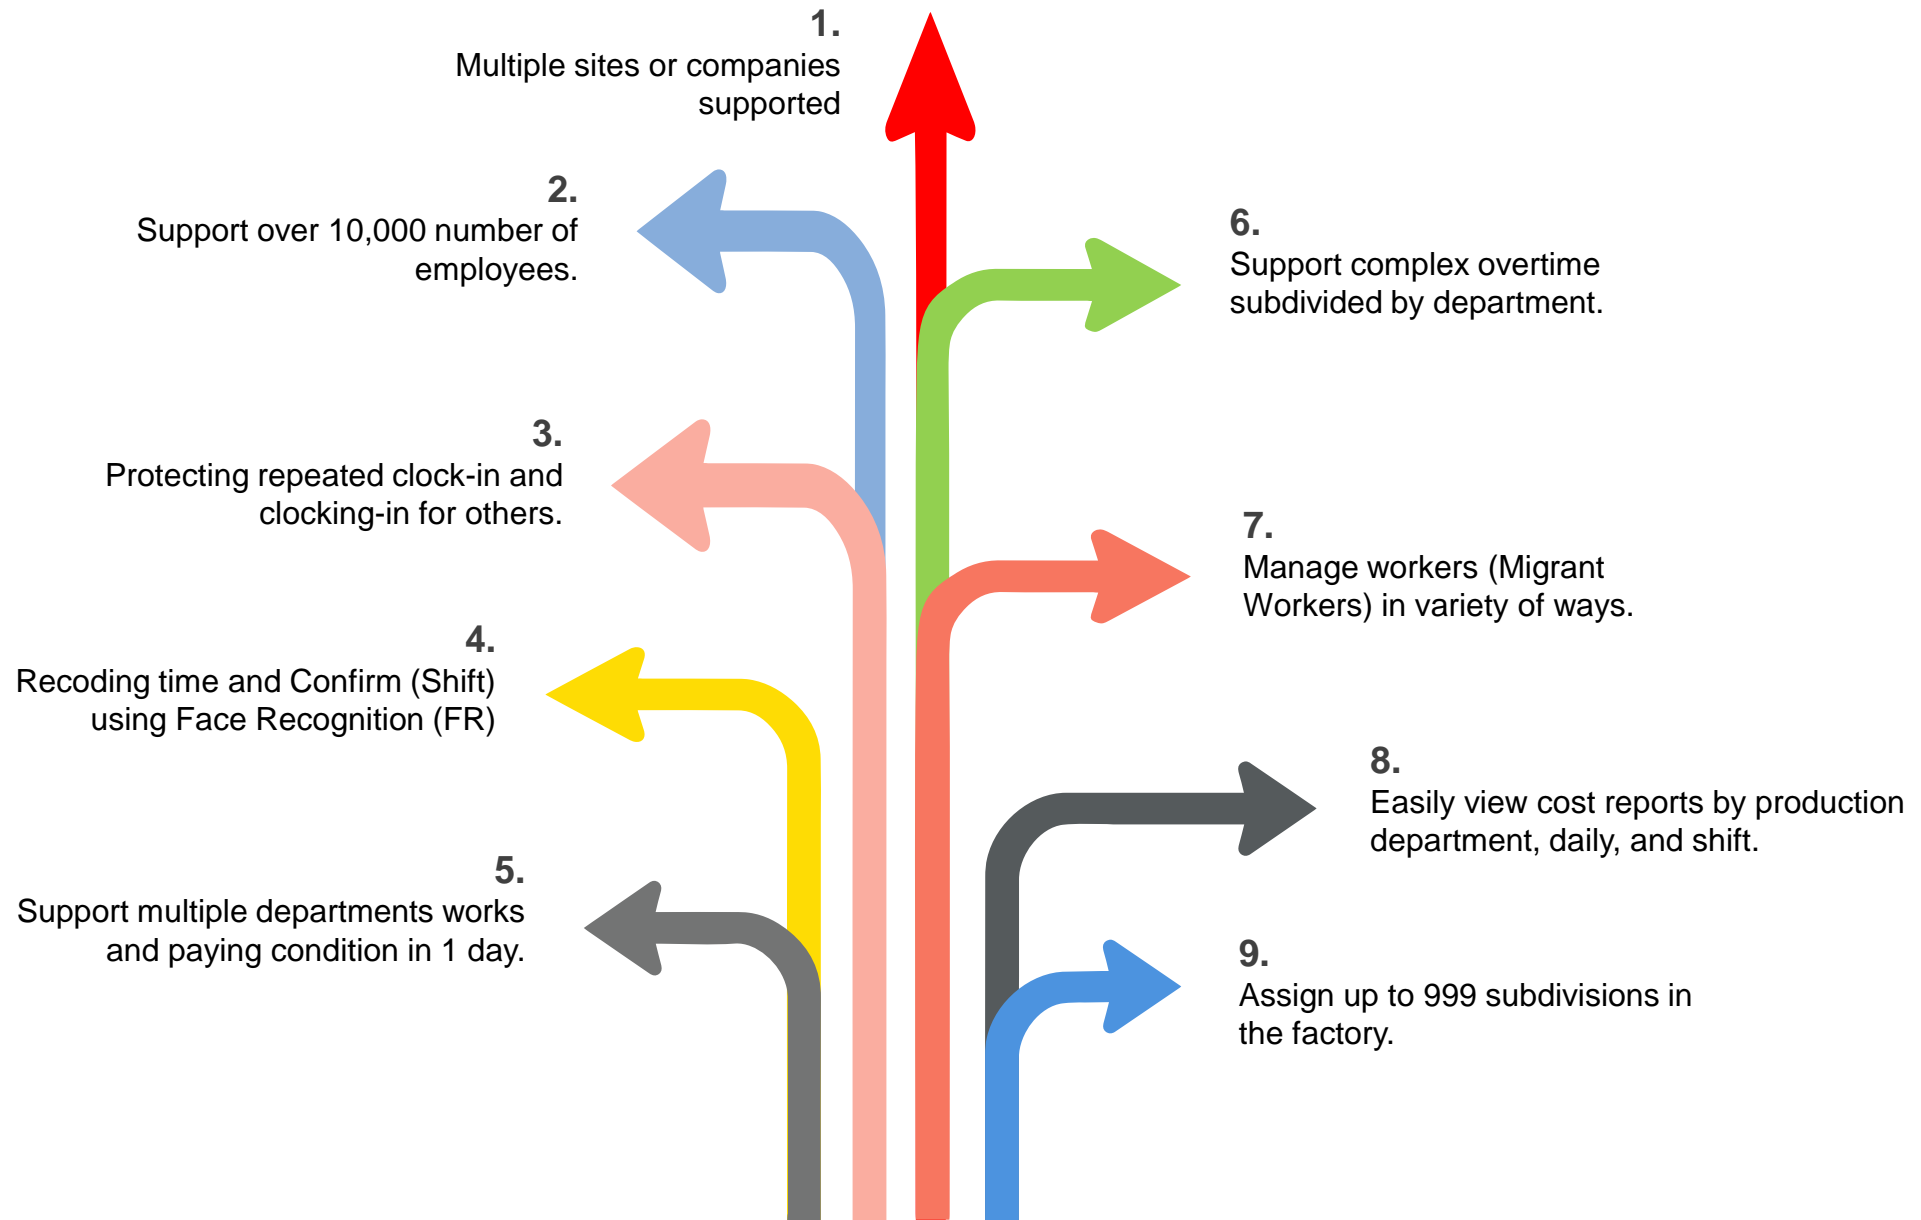 1.
Multiple sites or companies
supported
2.
Support over 10,000 number of
employees.
3.
Protecting repeated clock-in and
clocking-in for others.
4.
Recoding time and Confirm (Shift)
using Face Recognition (FR)
5.
Support multiple departments works
and paying condition in 1 day.
6.
Support complex overtime
subdivided by department.
7.
Manage workers (Migrant
Workers) in variety of ways.
8.
Easily view cost reports by production
department, daily, and shift.
9.
Assign up to 999 subdivisions in
the factory.